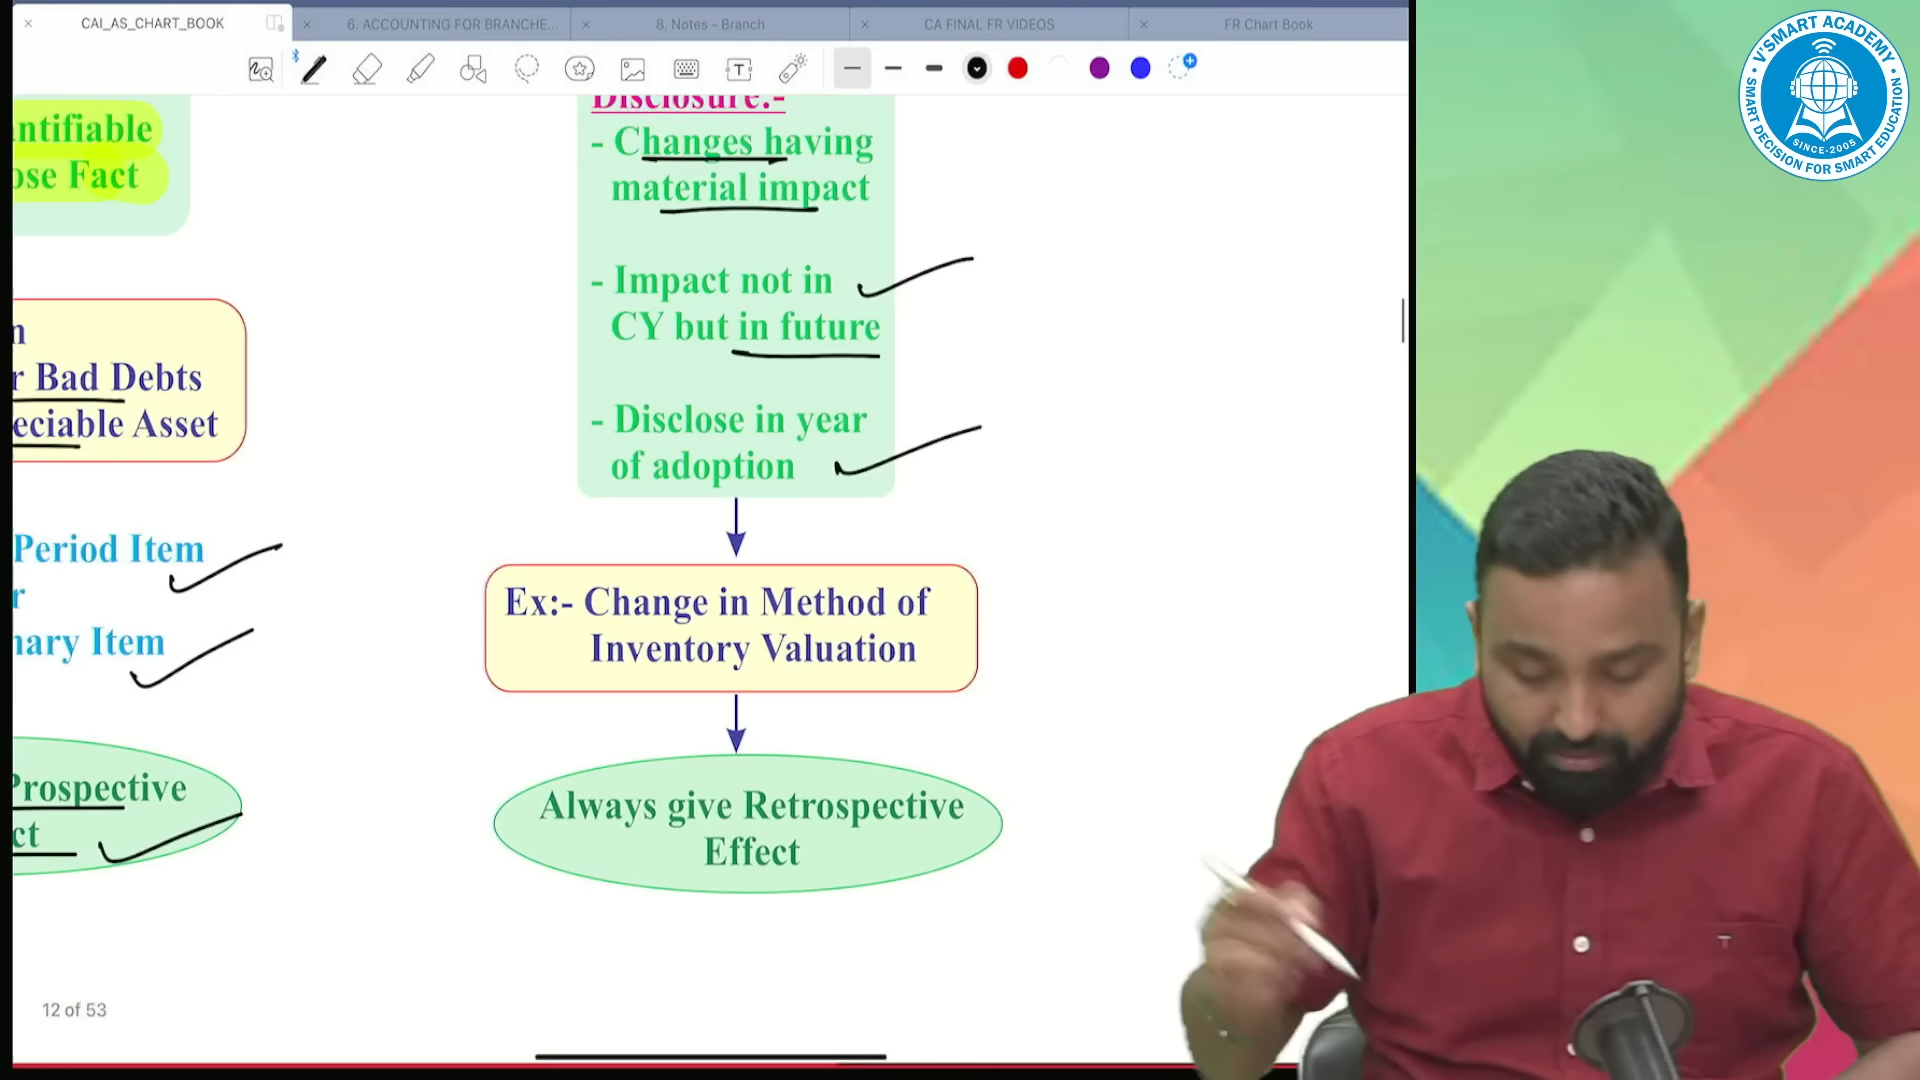 CAI_AS_CHART_BOOK
6. ACCOUNTING FOR BRANCHE...
8. Notes - Branch
CA FINAL FR VIDEOS
FR Chart Book
V'SMART ACADEMY
SMART DECISION FOR SMART EDUCATION
SINCE-2005
ntifiable
ose Fact
n
r Bad Debts
eciable Asset
Period Item
r
nary Item
Prospective
ct
Disclosure:-
- Changes having
material impact
- Impact not in
CY but in future
- Disclose in year
of adoption
Ex:- Change in Method of
Inventory Valuation
Always give Retrospective
Effect
12 of 53